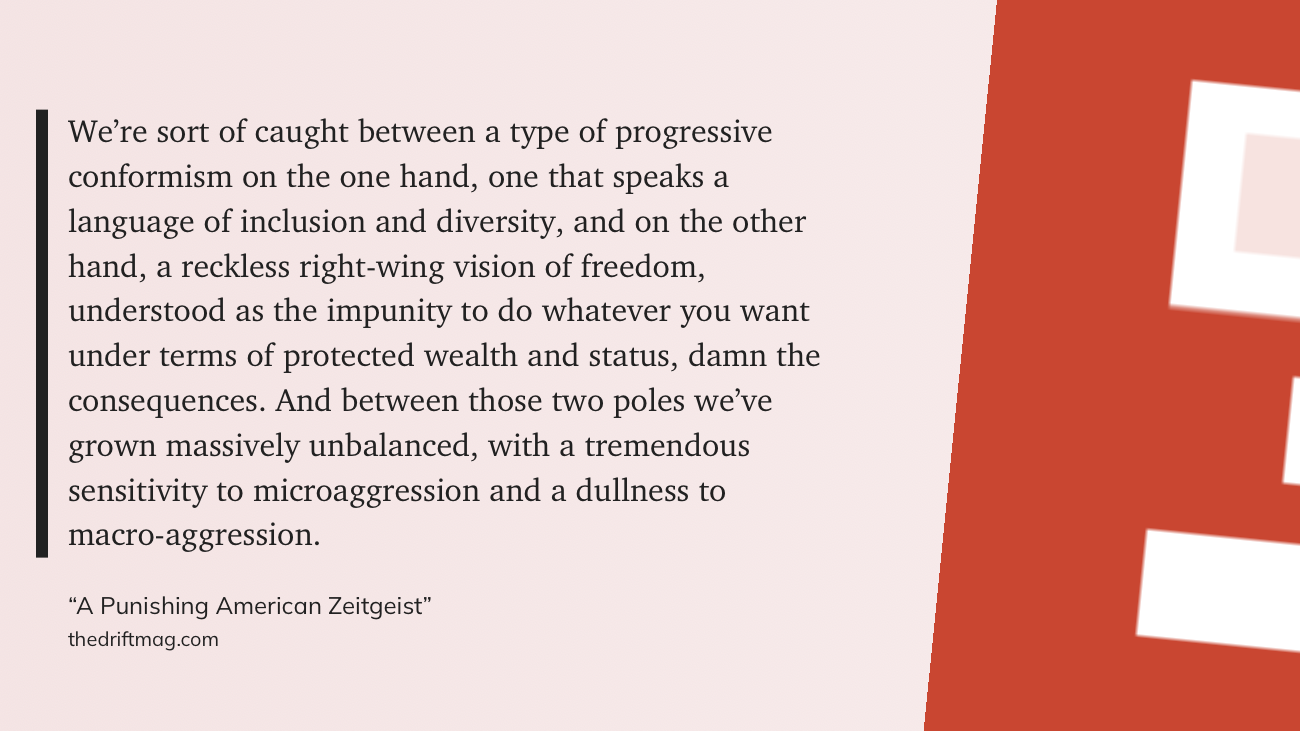 We’re sort of caught between a type of progressive
conformism on the one hand, one that speaks a
language of inclusion and diversity, and on the other
hand, a reckless right-wing vision of freedom,
understood as the impunity to do whatever you want
under terms of protected wealth and status, damn the
consequences. And between those two poles we’ve
grown massively unbalanced, with a tremendous
sensitivity to microaggression and a dullness to
macro-aggression.
“A Punishing American Zeitgeist”
thedriftmag.com